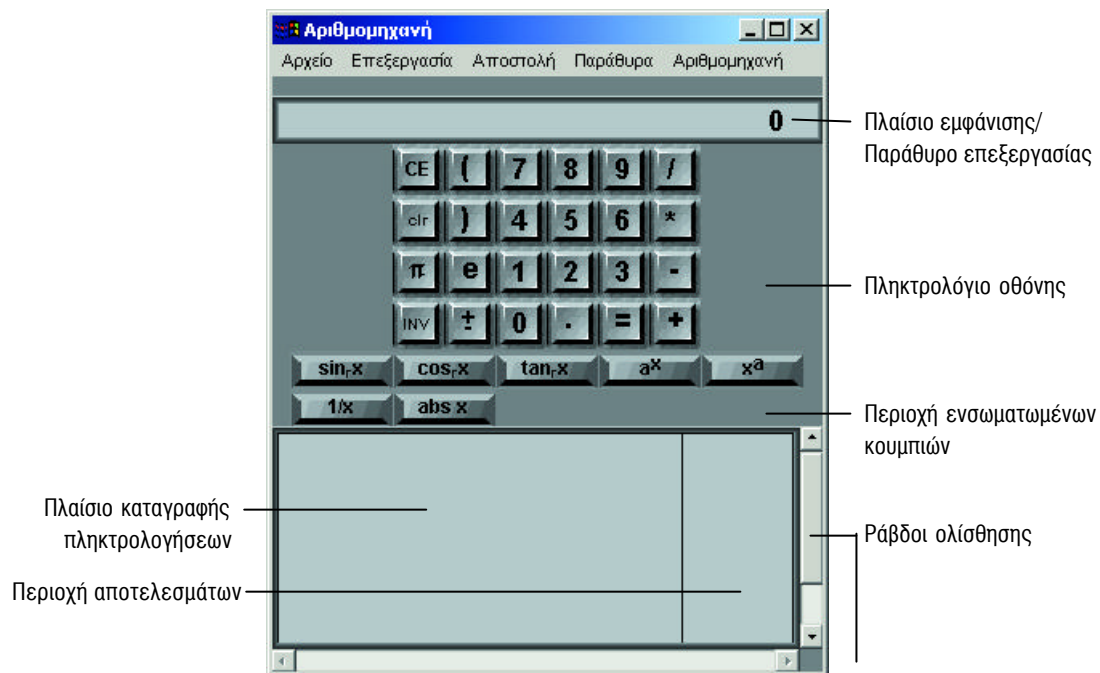 Αριθμομηχανή
Αρχείο Επεξεργασία Αποστολή Παράθυρα Αριθμομηχανή
0
Πλαίσιο εμφάνισης/
Παράθυρο επεξεργασίας
CE ( 7 8 9 /
clr ) 4 5 6 *
π e 1 2 3 -
INV ± 0 . = +
Πληκτρολόγιο οθόνης
sinᵣx cosᵣx tanᵣx aˣ xᵃ
1/x abs x
Περιοχή ενσωματωμένων
κουμπιών
Πλαίσιο καταγραφής
πληκτρολογήσεων
Ράβδοι ολίσθησης
Περιοχή αποτελεσμάτων